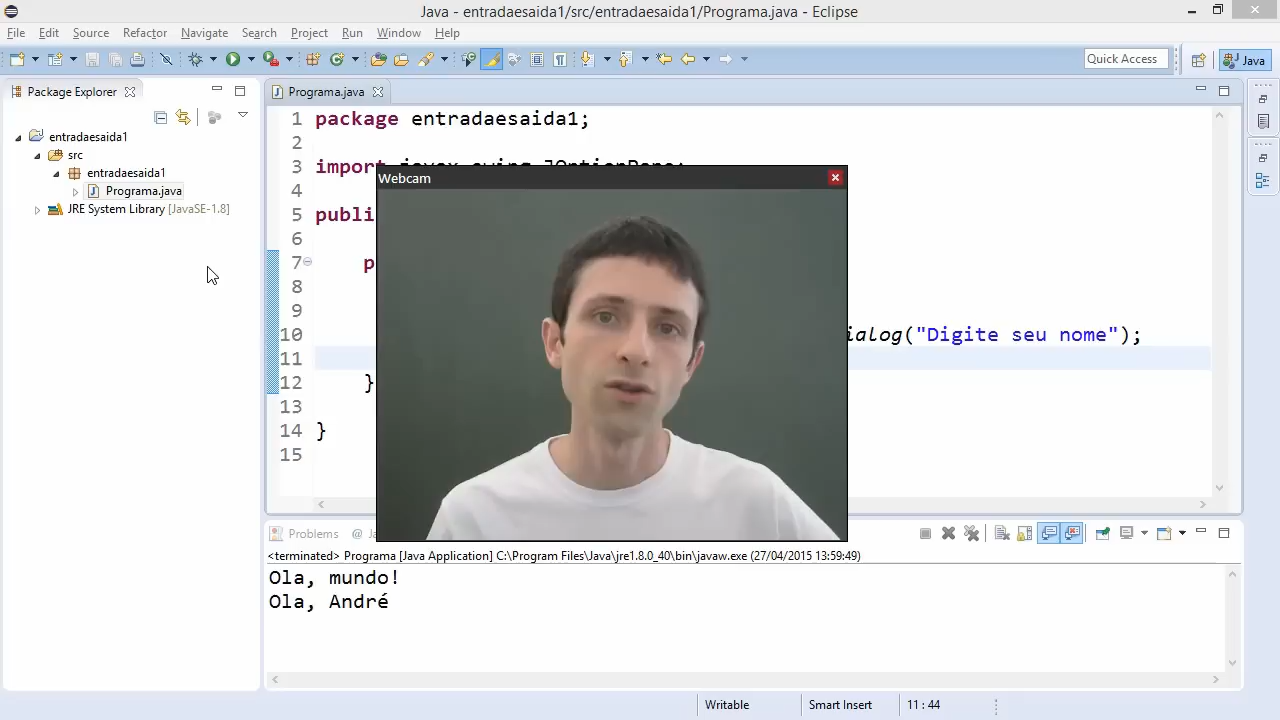 Java - entradaesaida1/src/entradaesaida1/Programa.java - Eclipse
File Edit Source Refactor Navigate Search Project Run Window Help
Quick Access
Java
Package Explorer
Programa.java
entradaesaida1
src
entradaesaida1
Programa.java
JRE System Library [JavaSE-1.8]
1 package entradaesaida1;
2
3 import javax.swing.JOptionPane;
4
5 publi
6
7 p
8
9
10 ialog("Digite seu nome");
11
12 }
13
14 }
15
Webcam
Problems @ Ja
<terminated> Programa [Java Application] C:\Program Files\Java\jre1.8.0_40\bin\javaw.exe (27/04/2015 13:59:49)
Ola, mundo!
Ola, André
Writable Smart Insert 11 : 44